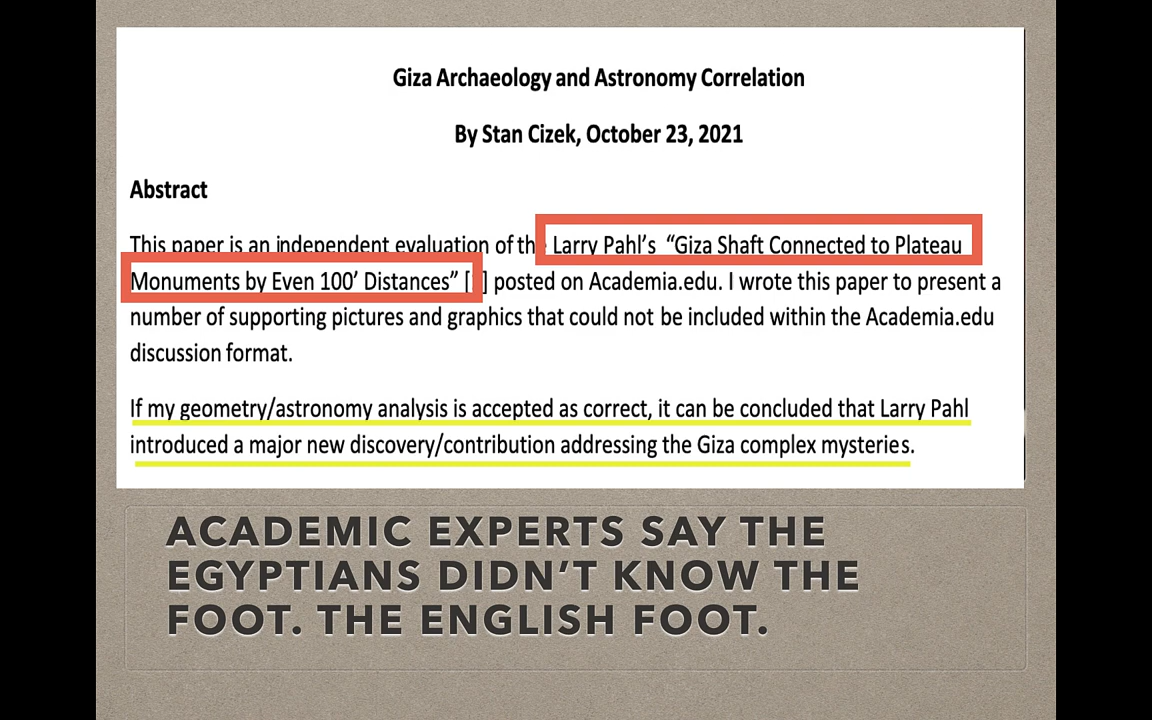 Giza Archaeology and Astronomy Correlation
By Stan Cizek, October 23, 2021
Abstract
This paper is an independent evaluation of the Larry Pahl's “Giza Shaft Connected to Plateau
Monuments by Even 100’ Distances” [ ] posted on Academia.edu. I wrote this paper to present a
number of supporting pictures and graphics that could not be included within the Academia.edu
discussion format.
If my geometry/astronomy analysis is accepted as correct, it can be concluded that Larry Pahl
introduced a major new discovery/contribution addressing the Giza complex mysteries.
ACADEMIC EXPERTS SAY THE
EGYPTIANS DIDN’T KNOW THE
FOOT. THE ENGLISH FOOT.